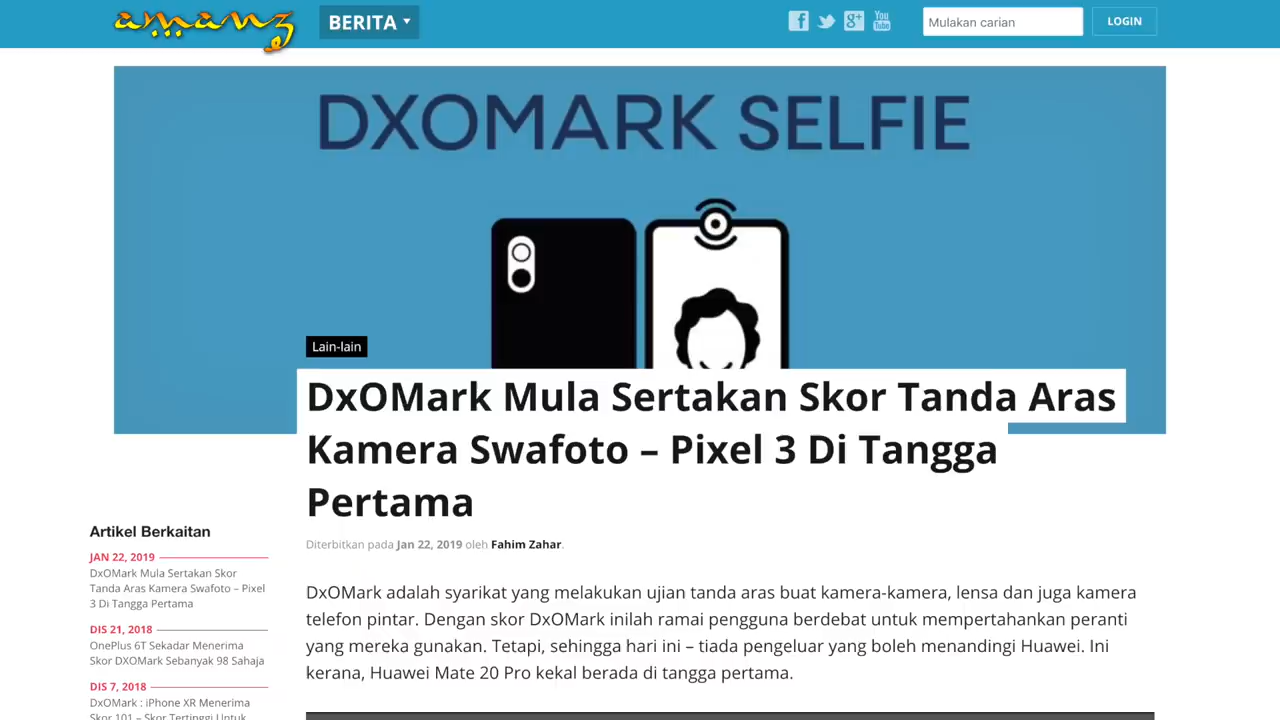 amanz
BERITA
Mulakan carian
LOGIN
DXOMARK SELFIE
Lain-lain
DxOMark Mula Sertakan Skor Tanda Aras
Kamera Swafoto – Pixel 3 Di Tangga
Pertama
Diterbitkan pada Jan 22, 2019 oleh Fahim Zahar.
DxOMark adalah syarikat yang melakukan ujian tanda aras buat kamera-kamera, lensa dan juga kamera
telefon pintar. Dengan skor DxOMark inilah ramai pengguna berdebat untuk mempertahankan peranti
yang mereka gunakan. Tetapi, sehingga hari ini – tiada pengeluar yang boleh menandingi Huawei. Ini
kerana, Huawei Mate 20 Pro kekal berada di tangga pertama.
Artikel Berkaitan
JAN 22, 2019
DxOMark Mula Sertakan Skor
Tanda Aras Kamera Swafoto – Pixel
3 Di Tangga Pertama
DIS 21, 2018
OnePlus 6T Sekadar Menerima
Skor DXOMark Sebanyak 98 Sahaja
DIS 7, 2018
DxOMark : iPhone XR Menerima
Skor 101 – Skor Tertinggi Untuk